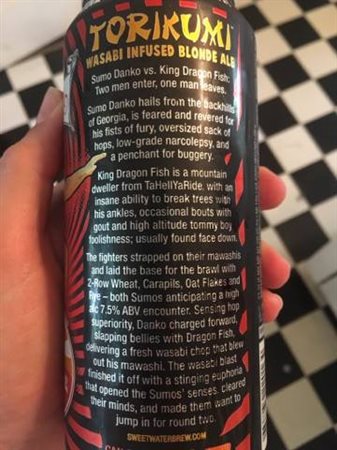 TORIKUMI
WASABI INFUSED BLONDE ALE
Sumo Danko vs. King Dragon Fish:
Two men enter, one man leaves.
Sumo Danko hails from the backhills
of Georgia, is feared and revered for
his fists of fury, oversized sack of
hops, low-grade narcolepsy, and
a penchant for buggery.
King Dragon Fish is a mountain
dweller from TaHellYaRide, with an
insane ability to break trees with
his ankles, occasional bouts with
gout and high altitude tommy boy
foolishness; usually found face down.
The fighters strapped on their mawashis
and laid the base for the brawl with
2-Row Wheat, Carapils, Oat Flakes and
Rye – both Sumos anticipating a high
7.5% ABV encounter. Sensing hop
superiority, Danko charged forward,
slapping bellies with Dragon Fish,
delivering a fresh wasabi chop that blew
out his mawashi. The wasabi blast
finished it off with a stinging euphoria
that opened the Sumos' senses, cleared
their minds, and made them want to
jump in for round two.
SWEETWATERBREW.COM